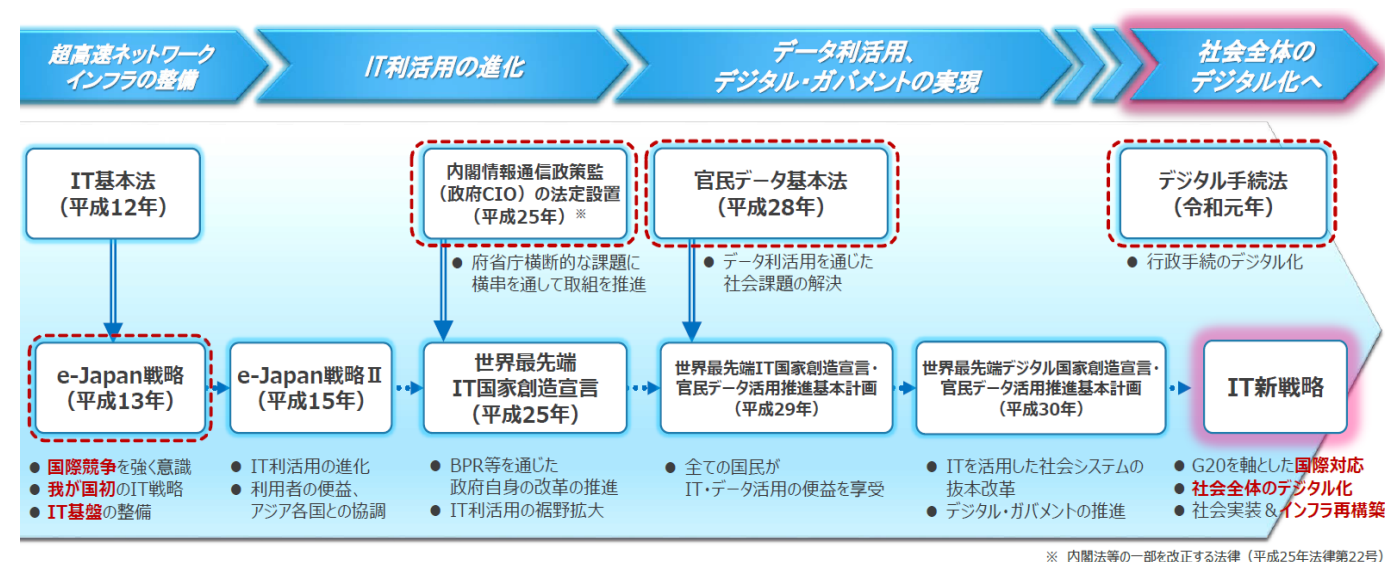 超高速ネットワーク
インフラの整備
IT利活用の進化
データ利活用、
デジタル・ガバメントの実現
社会全体の
デジタル化へ
IT基本法
（平成12年）
内閣情報通信政策監
（政府CIO）の法定設置
（平成25年）※
官民データ基本法
（平成28年）
デジタル手続法
（令和元年）
● 府省庁横断的な課題に
横串を通して取組を推進
● データ利活用を通じた
社会課題の解決
● 行政手続のデジタル化
e-Japan戦略
（平成13年）
e-Japan戦略Ⅱ
（平成15年）
世界最先端
IT国家創造宣言
（平成25年）
世界最先端IT国家創造宣言・
官民データ活用推進基本計画
（平成29年）
世界最先端デジタル国家創造宣言・
官民データ活用推進基本計画
（平成30年）
IT新戦略
● 国際競争を強く意識
● 我が国初のIT戦略
● IT基盤の整備
● IT利活用の進化
● 利用者の便益、
アジア各国との協調
● BPR等を通じた
政府自身の改革の推進
● IT利活用の裾野拡大
● 全ての国民が
IT・データ活用の便益を享受
● ITを活用した社会システムの
抜本改革
● デジタル・ガバメントの推進
● G20を軸とした国際対応
● 社会全体のデジタル化
● 社会実装＆インフラ再構築
※ 内閣法等の一部を改正する法律（平成25年法律第22号）